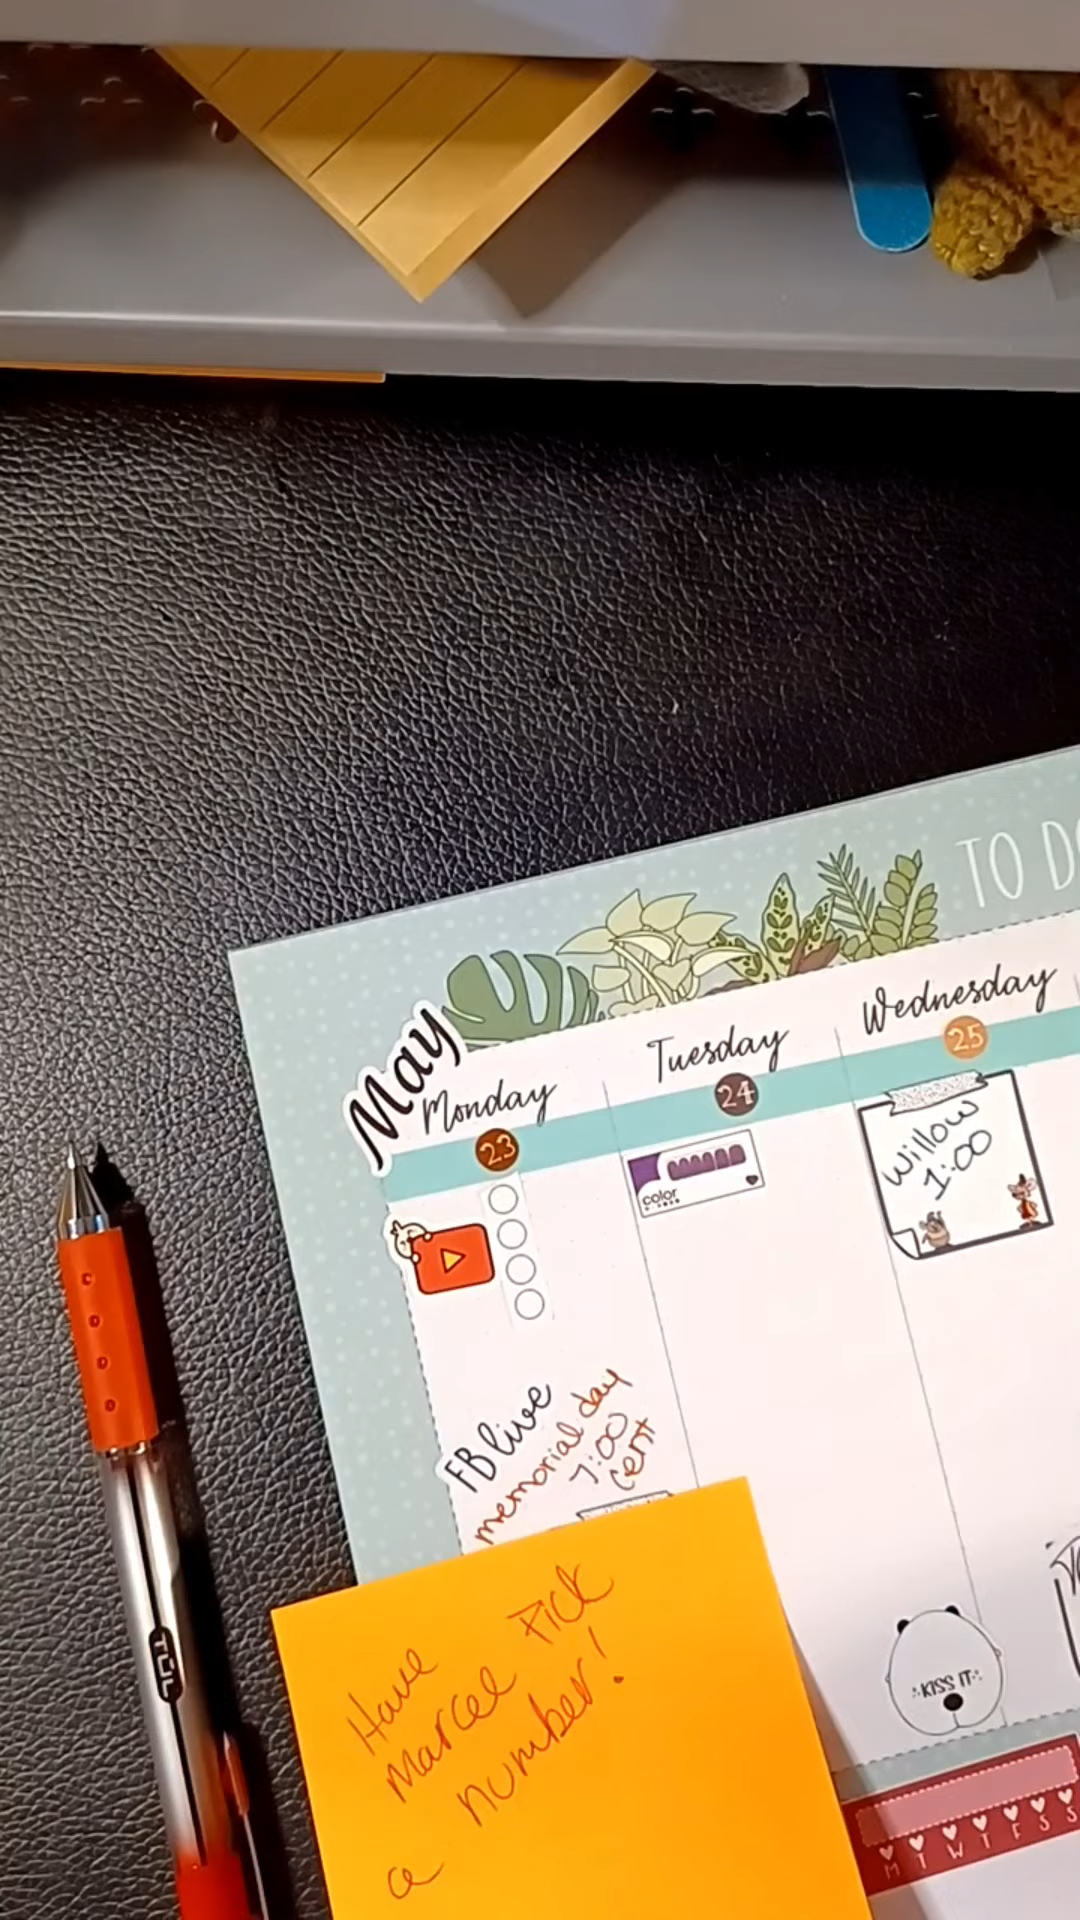 TO DO
May
Monday
Tuesday
Wednesday
23
24
25
color
Willow
1:00
FB live
memorial day
7:00
cent
KISS IT
TUL
Have
Marcel Pick
a number!
M T W T F S S